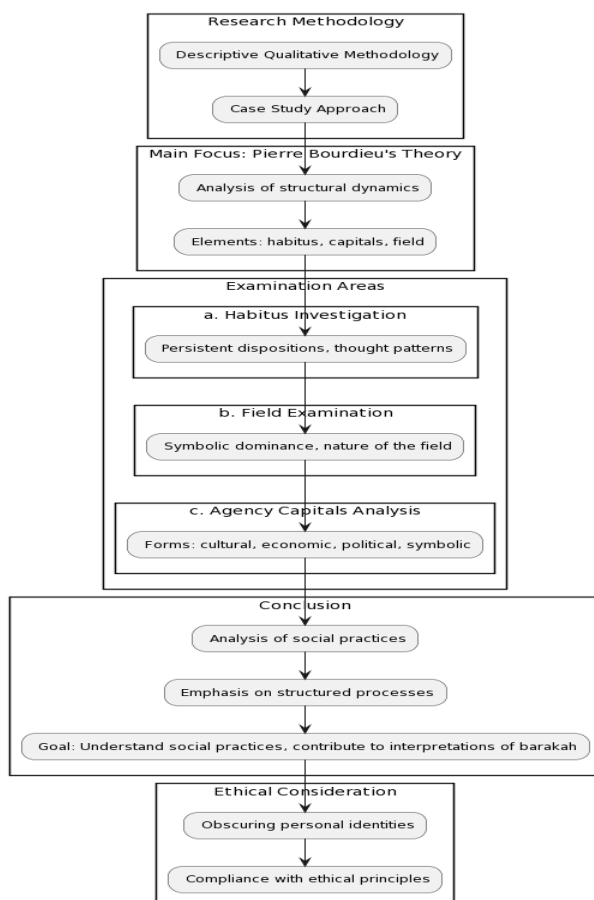 Research Methodology
Descriptive Qualitative Methodology
Case Study Approach
Main Focus: Pierre Bourdieu's Theory
Analysis of structural dynamics
Elements: habitus, capitals, field
Examination Areas
a. Habitus Investigation
Persistent dispositions, thought patterns
b. Field Examination
Symbolic dominance, nature of the field
c. Agency Capitals Analysis
Forms: cultural, economic, political, symbolic
Conclusion
Analysis of social practices
Emphasis on structured processes
Goal: Understand social practices, contribute to interpretations of barakah
Ethical Consideration
Obscuring personal identities
Compliance with ethical principles